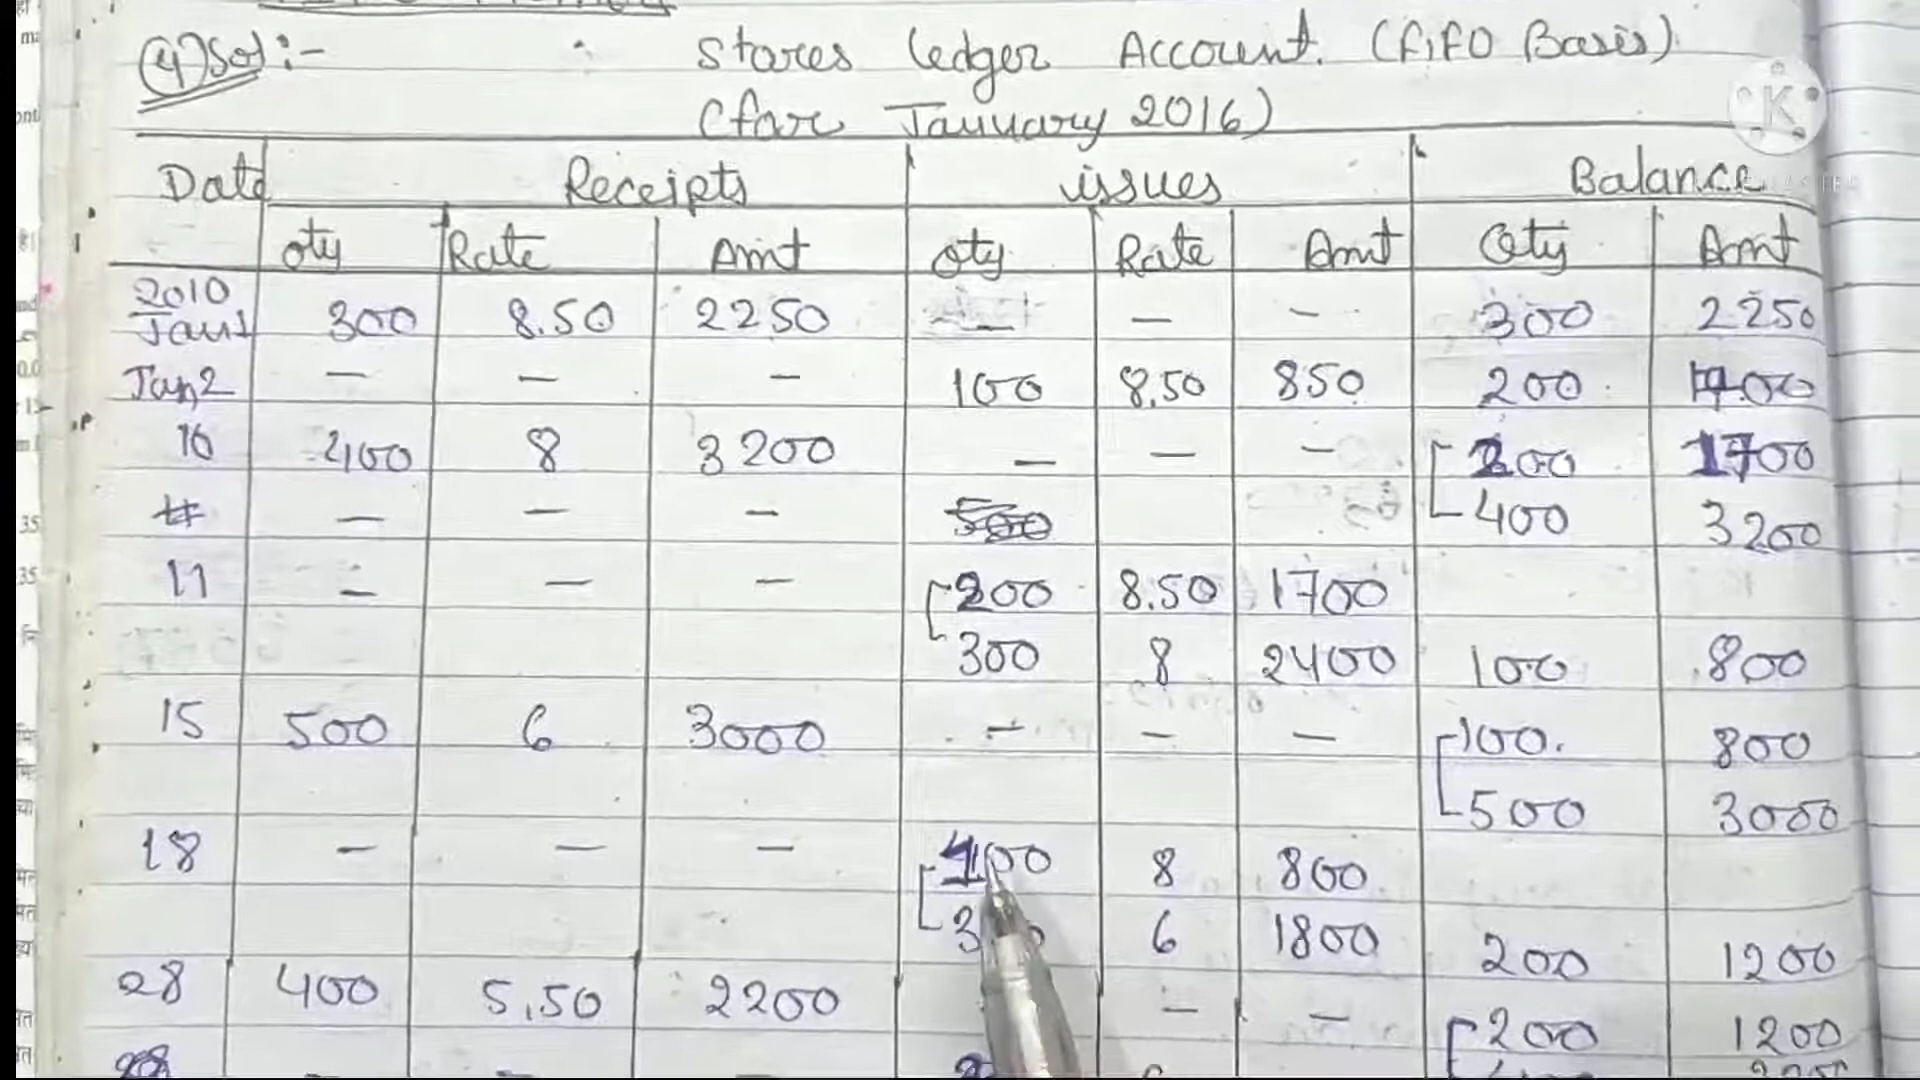 (4) Sol:-
Stores ledger Account. (FIFO Basis)
(for January 2016)
Date Receipts issues Balance
Qty Rate Amt Qty Rate Amt Qty Amt
2010
Jan1 300 8.50 2250 — — — 300 2250
Jan,2 — — — 100 8.50 850 200 1700
10 400 8 3200 — — — 200 1700
— — — 500 400 3200
11 — — — 200 8.50 1700
300 8 2400 100 800
15 500 6 3000 — — — 100. 800
500 3000
18 — — — 100 8 800
6 1800 200 1200
28 400 5.50 2200 — — 200 1200
K